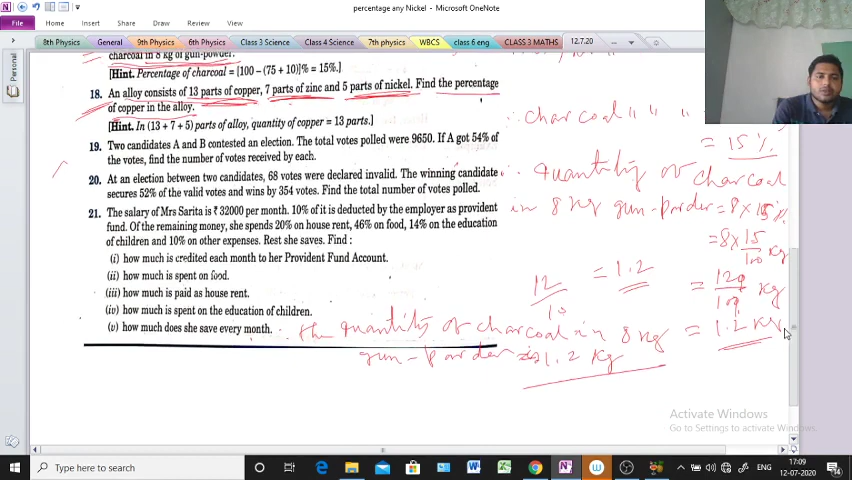 percentage any Nickel - Microsoft OneNote
File Home Insert Draw History Review View
8th Physics General 9th Physics 6th Physics Class 3 Science Class 4 Science 7th physics WBCS class 6 eng CLASS 3 MATHS 12.7.20
Personal
charcoal in 8 kg of gun-powder.
[Hint. Percentage of charcoal = [100 – (75 + 10)]% = 15%.]
18. An alloy consists of 13 parts of copper, 7 parts of zinc and 5 parts of nickel. Find the percentage
of copper in the alloy.
[Hint. In (13 + 7 + 5) parts of alloy, quantity of copper = 13 parts.]
19. Two candidates A and B contested an election. The total votes polled were 9650. If A got 54% of
the votes, find the number of votes received by each.
20. At an election between two candidates, 68 votes were declared invalid. The winning candidate
secures 52% of the valid votes and wins by 354 votes. Find the total number of votes polled.
21. The salary of Mrs Sarita is ₹ 32000 per month. 10% of it is deducted by the employer as provident
fund. Of the remaining money, she spends 20% on house rent, 46% on food, 14% on the education
of children and 10% on other expenses. Rest she saves. Find :
(i) how much is credited each month to her Provident Fund Account.
(ii) how much is spent on food.
(iii) how much is paid as house rent.
(iv) how much is spent on the education of children.
(v) how much does she save every month.
∴ charcoal " " "
= 15 %
∴ quantity of charcoal
in 8 kg gun-powder = 8 × 15 %
= 8 × 15/100 kg
12/10 = 1.2
= 120/100 kg
= 1.2 kg
∴ the quantity of charcoal in 8 kg
gun-powder is 1.2 kg
Activate Windows
Go to Settings to activate Windows.
Type here to search
ENG
17:09
12-07-2020